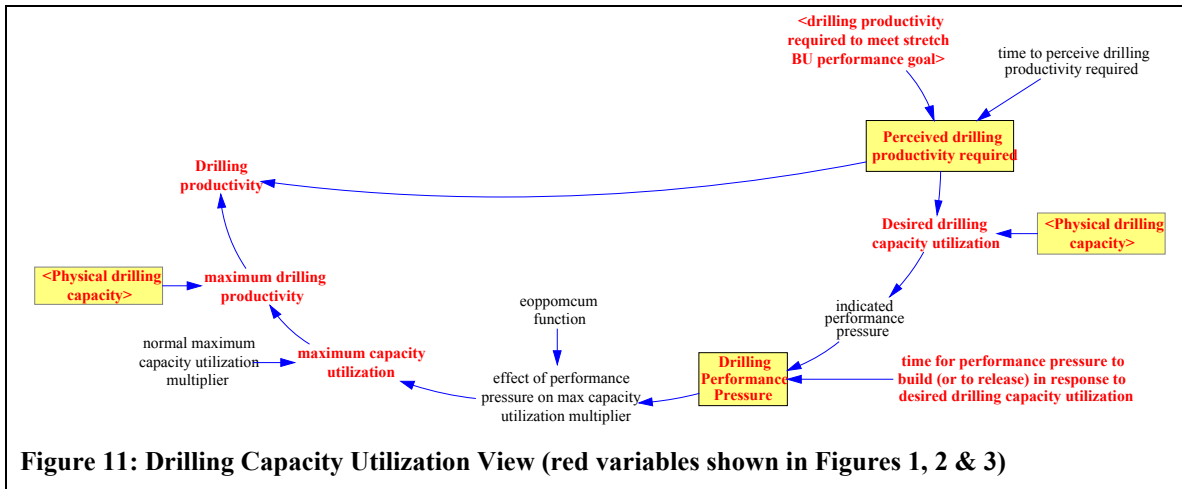 <drilling productivity
required to meet stretch
BU performance goal>
time to perceive drilling
productivity required
Perceived drilling
productivity required
Drilling
productivity
Desired drilling
capacity utilization
<Physical drilling
capacity>
<Physical drilling
capacity>
maximum drilling
productivity
indicated
performance
pressure
eoppomcum
function
normal maximum
capacity utilization
multiplier
maximum capacity
utilization
effect of performance
pressure on max capacity
utilization multiplier
Drilling
Performance
Pressure
time for performance pressure to
build (or to release) in response to
desired drilling capacity utilization
Figure 11: Drilling Capacity Utilization View (red variables shown in Figures 1, 2 & 3)